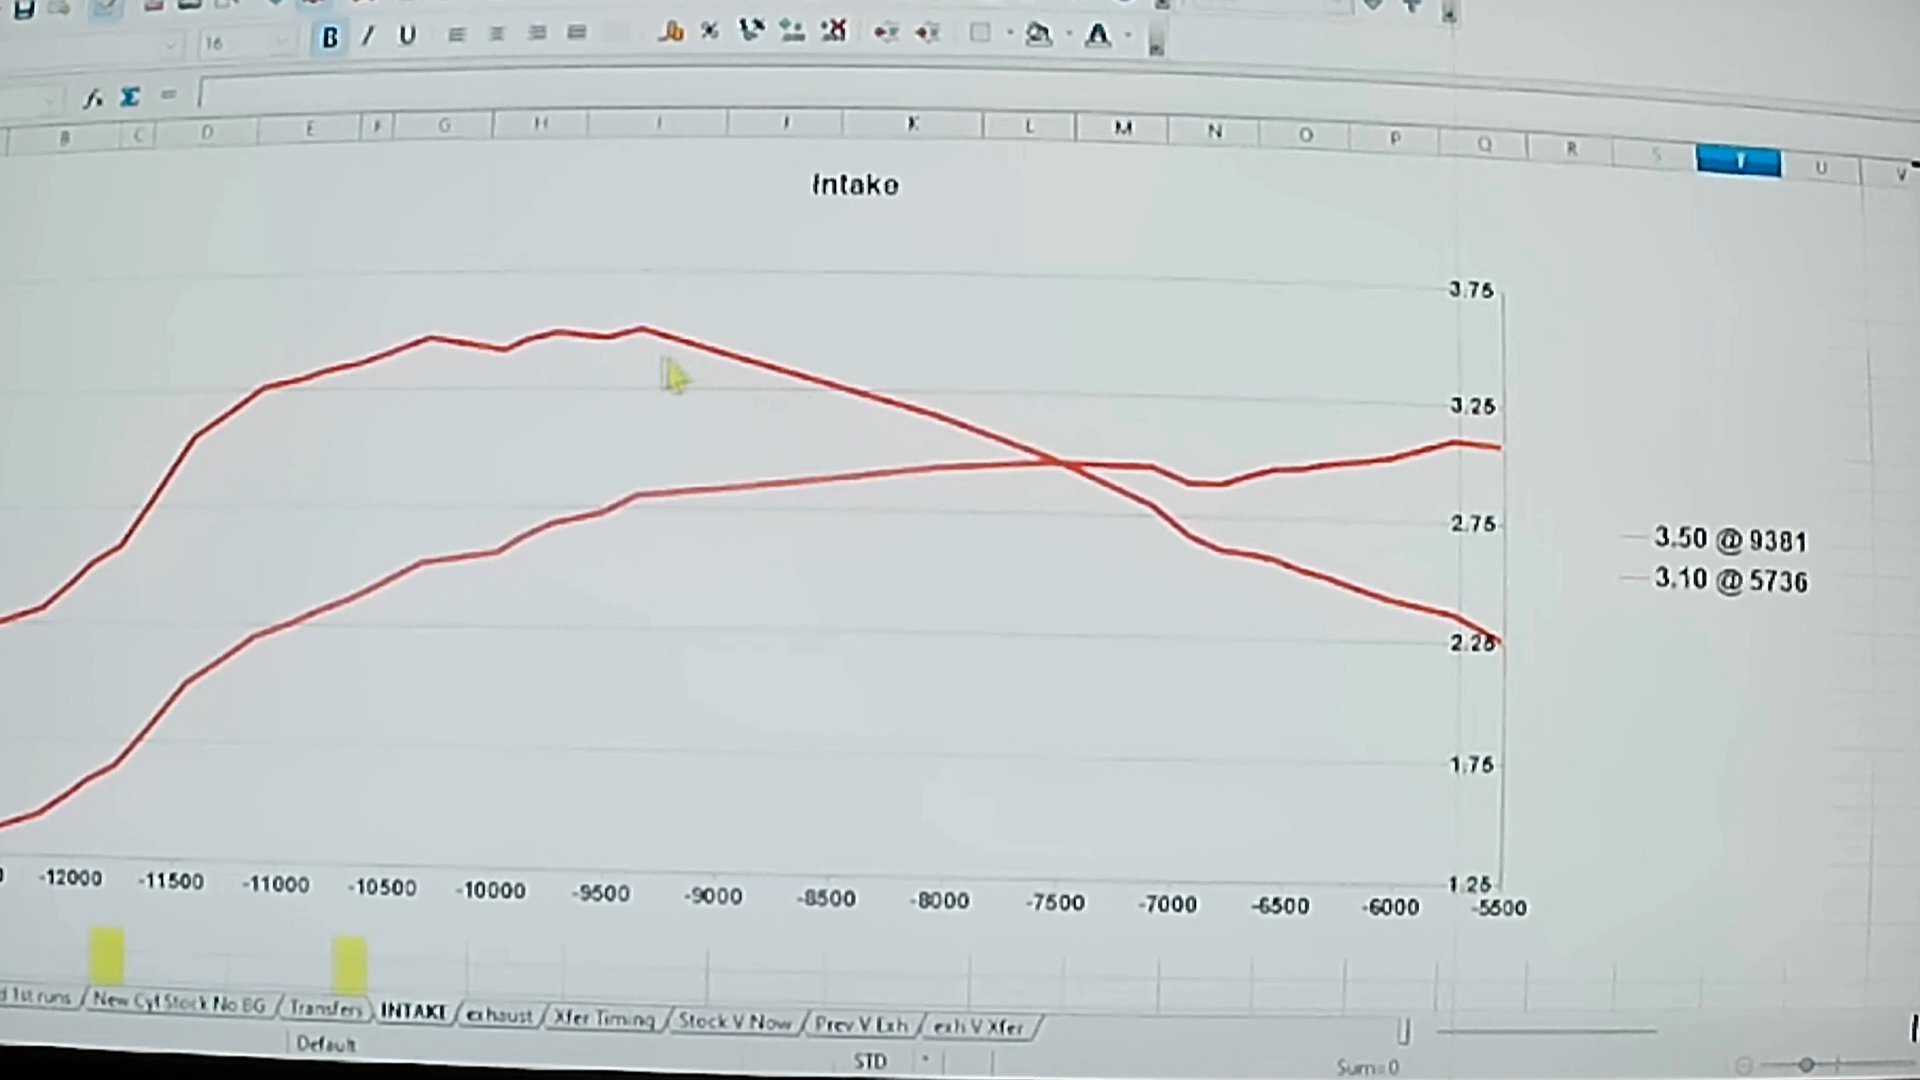 16
B I U
fx Σ =
B C D E F G H I J K L M N O P Q R S T U V
Intake
3.75
3.25
2.75
2.25
1.75
1.25
3.50 @ 9381
3.10 @ 5736
-12000 -11500 -11000 -10500 -10000 -9500 -9000 -8500 -8000 -7500 -7000 -6500 -6000 -5500
1st runs New Cyl Stock No BG Transfers INTAKE exhaust Xfer Timing Stock V Now Prev V Exh exh V Xfer
Default STD * Sum=0